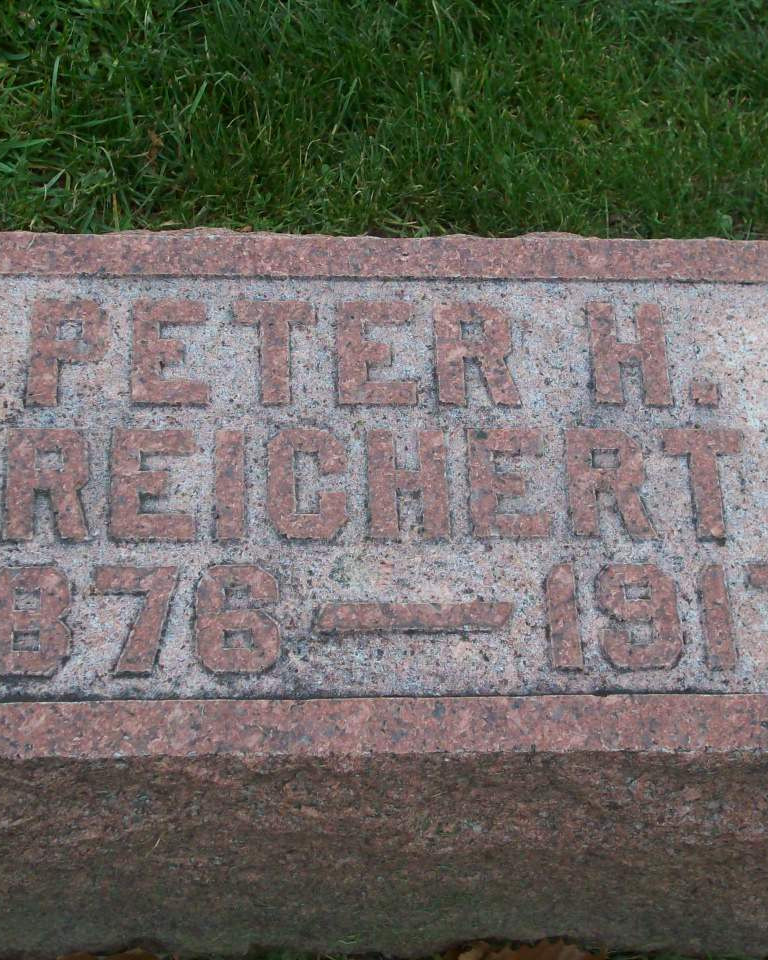 PETER H.
REICHERT
876 — 191